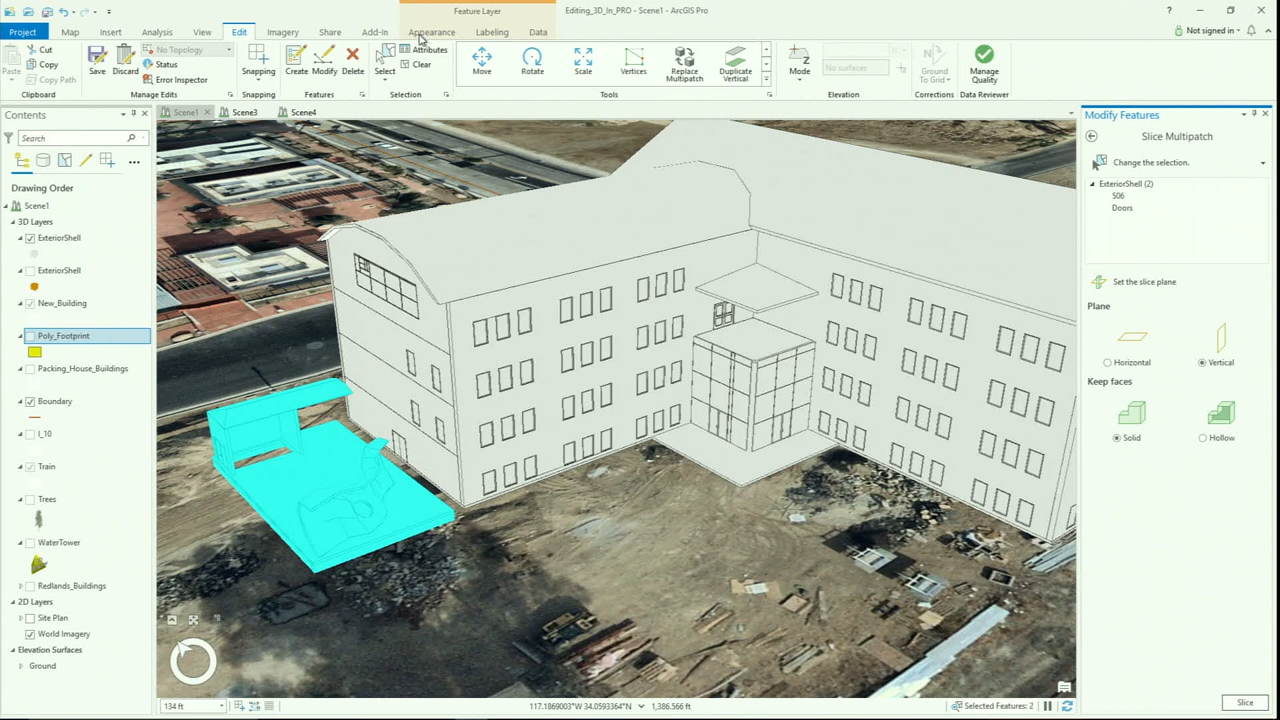 Feature Layer
Editing_3D_In_PRO - Scene1 - ArcGIS Pro
?
Project Map Insert Analysis View Edit Imagery Share Add-In Appearance Labeling Data
Not signed in
Paste Cut
Copy
Copy Path
Save Discard
No Topology
Status
Error Inspector
Snapping
Create Modify Delete
Select
Attributes
Clear
Move Rotate Scale Vertices Replace Multipatch Duplicate Vertical
Mode
No surfaces
Ground To Grid
Manage Quality
Clipboard Manage Edits Snapping Features Selection Tools Elevation Corrections Data Reviewer
Contents
Search
Drawing Order
Scene1
3D Layers
ExteriorShell
ExteriorShell
New_Building
Poly_Footprint
Packing_House_Buildings
Boundary
I_10
Train
Trees
WaterTower
Redlands_Buildings
2D Layers
Site Plan
World Imagery
Elevation Surfaces
Ground
Scene1 Scene3 Scene4
134 ft
117.1869003°W 34.0593364°N
1,386.566 ft
Selected Features: 2
Modify Features
Slice Multipatch
Change the selection.
ExteriorShell (2)
506
Doors
Set the slice plane
Plane
Horizontal Vertical
Keep faces
Solid Hollow
Slice